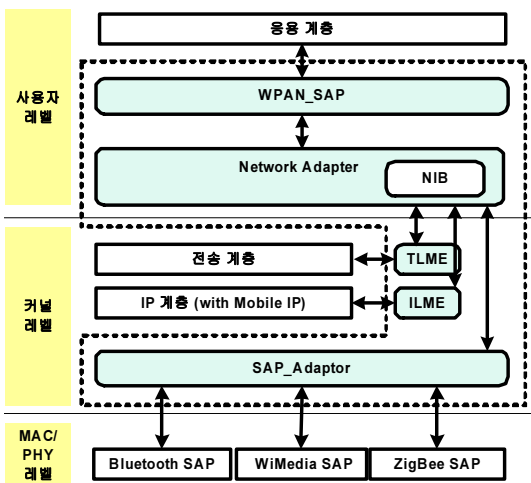 응용 계층
사용자
레벨
WPAN_SAP
Network Adapter
NIB
커널
레벨
전송 계층
TLME
IP 계층 (with Mobile IP)
ILME
SAP_Adaptor
MAC/
PHY
레벨
Bluetooth SAP
WiMedia SAP
ZigBee SAP